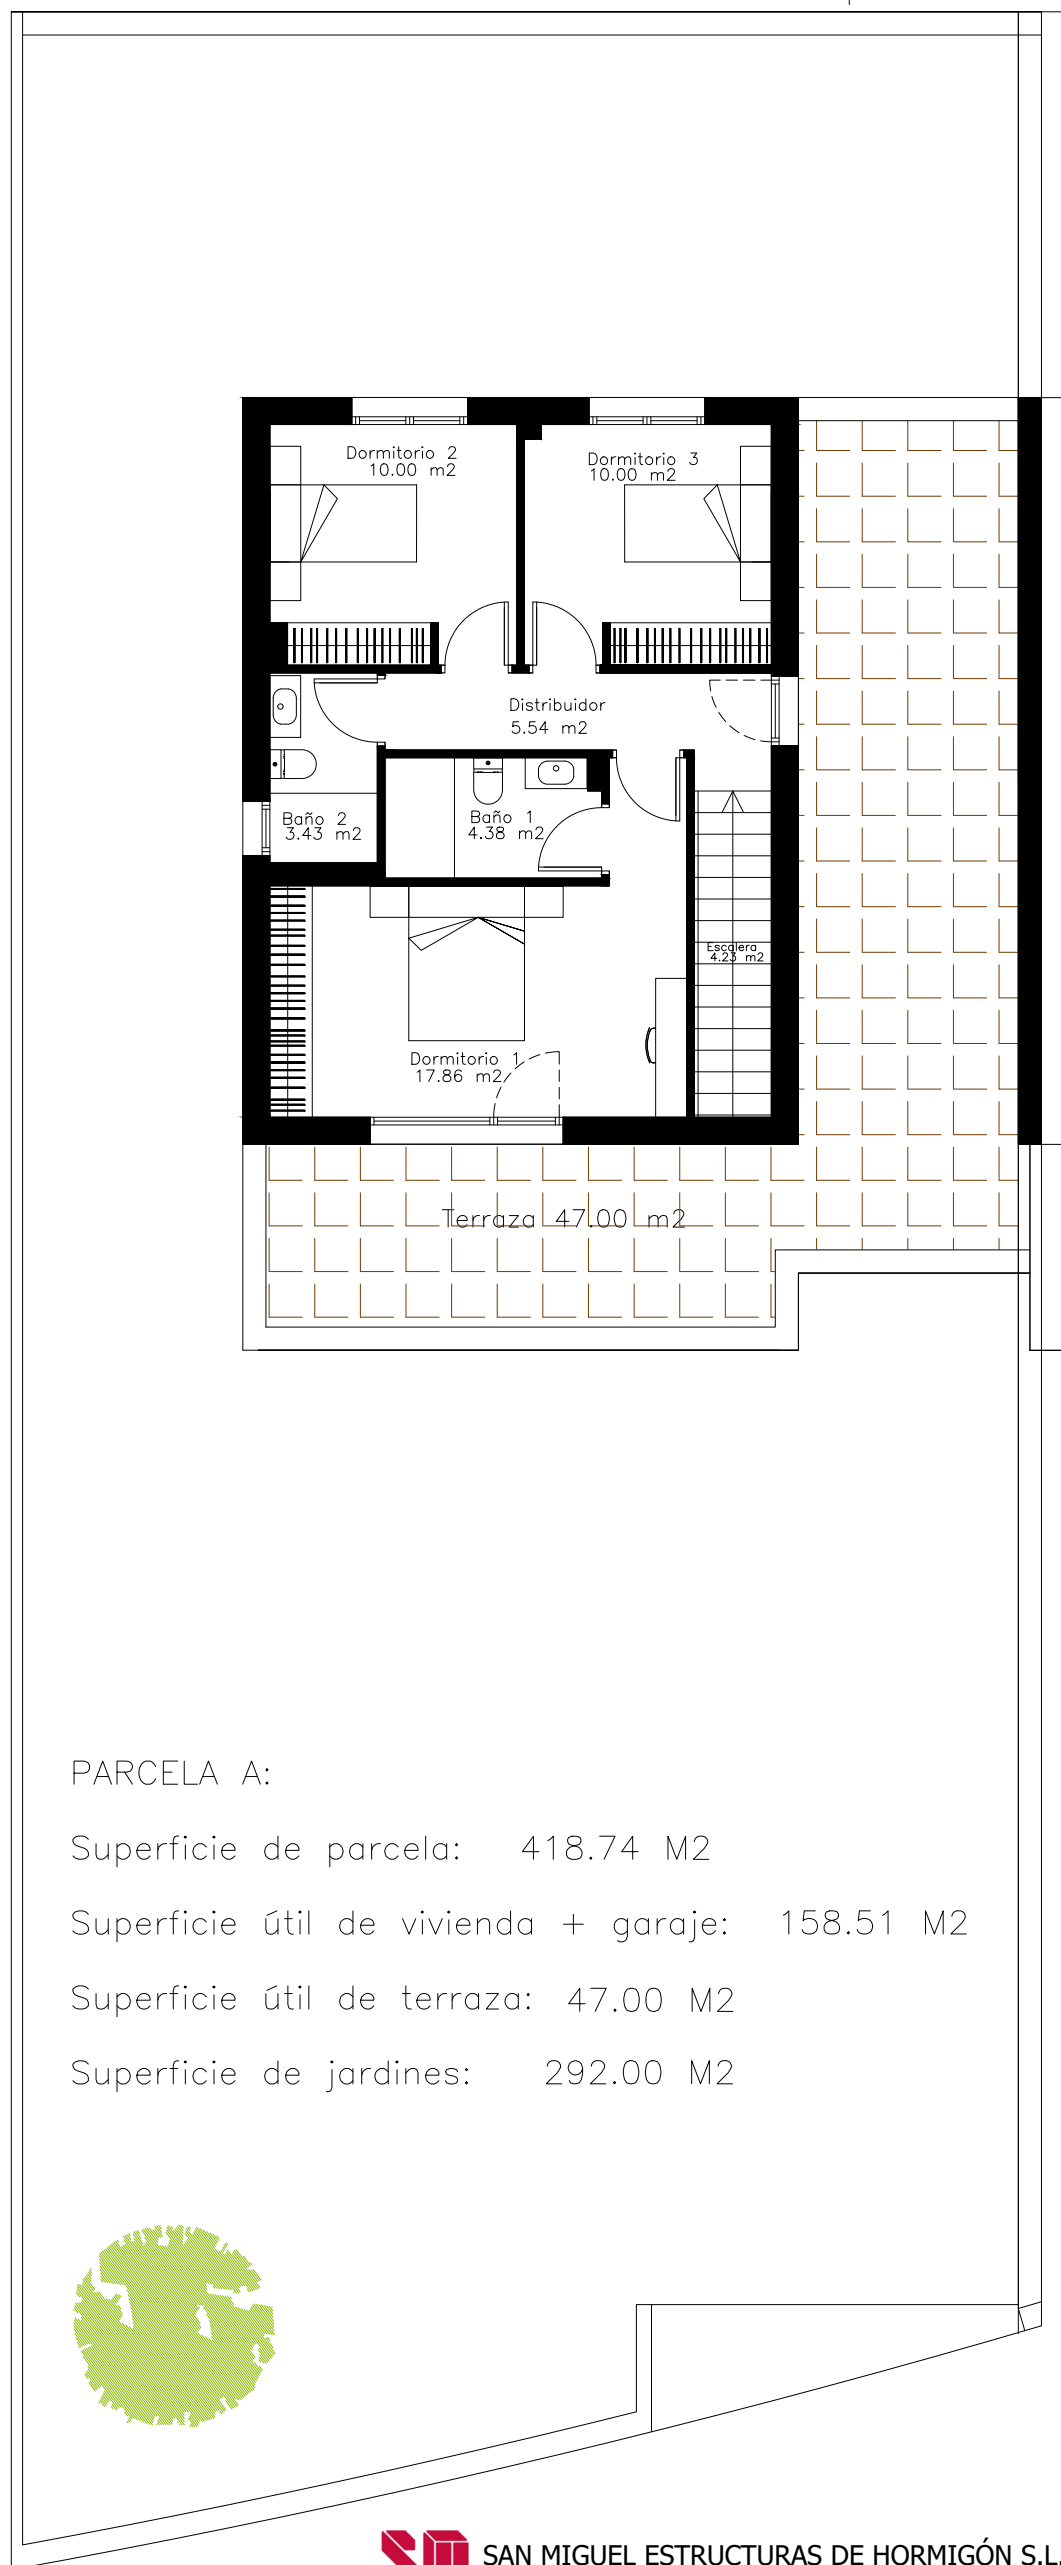 Dormitorio 2
10.00 m2
Dormitorio 3
10.00 m2
Distribuidor
5.54 m2
Baño 2
3.43 m2
Baño 1
4.38 m2
Escalera
4.23 m2
Dormitorio 1
17.86 m2
Terraza 47.00 m2
PARCELA A:
Superficie de parcela: 418.74 M2
Superficie útil de vivienda + garaje: 158.51 M2
Superficie útil de terraza: 47.00 M2
Superficie de jardines: 292.00 M2
SAN MIGUEL ESTRUCTURAS DE HORMIGÓN S.L.